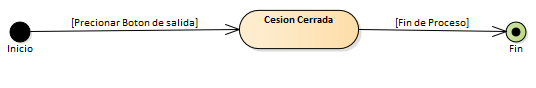 Cesion Cerrada
[Precionar Boton de salida]
[Fin de Proceso]
Inicio
Fin